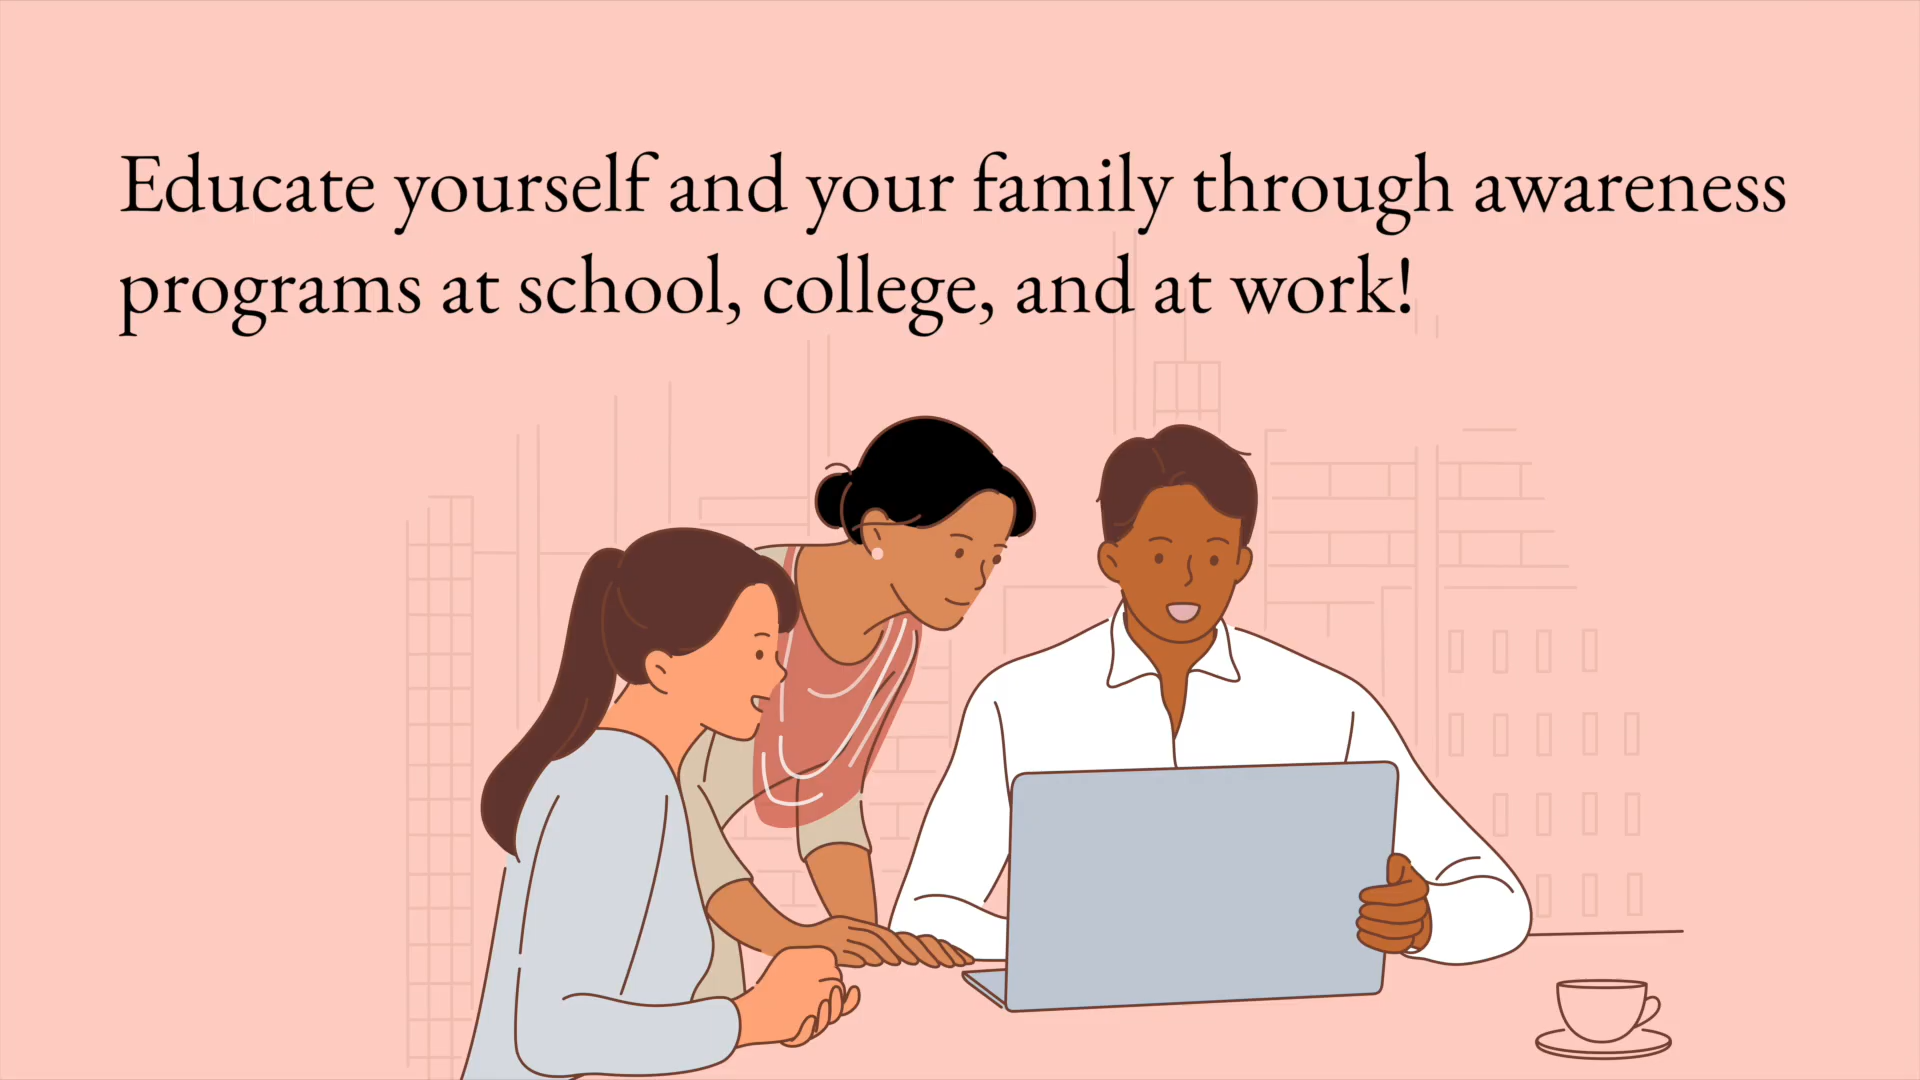 Educate yourself and your family through awareness
programs at school, college, and at work!